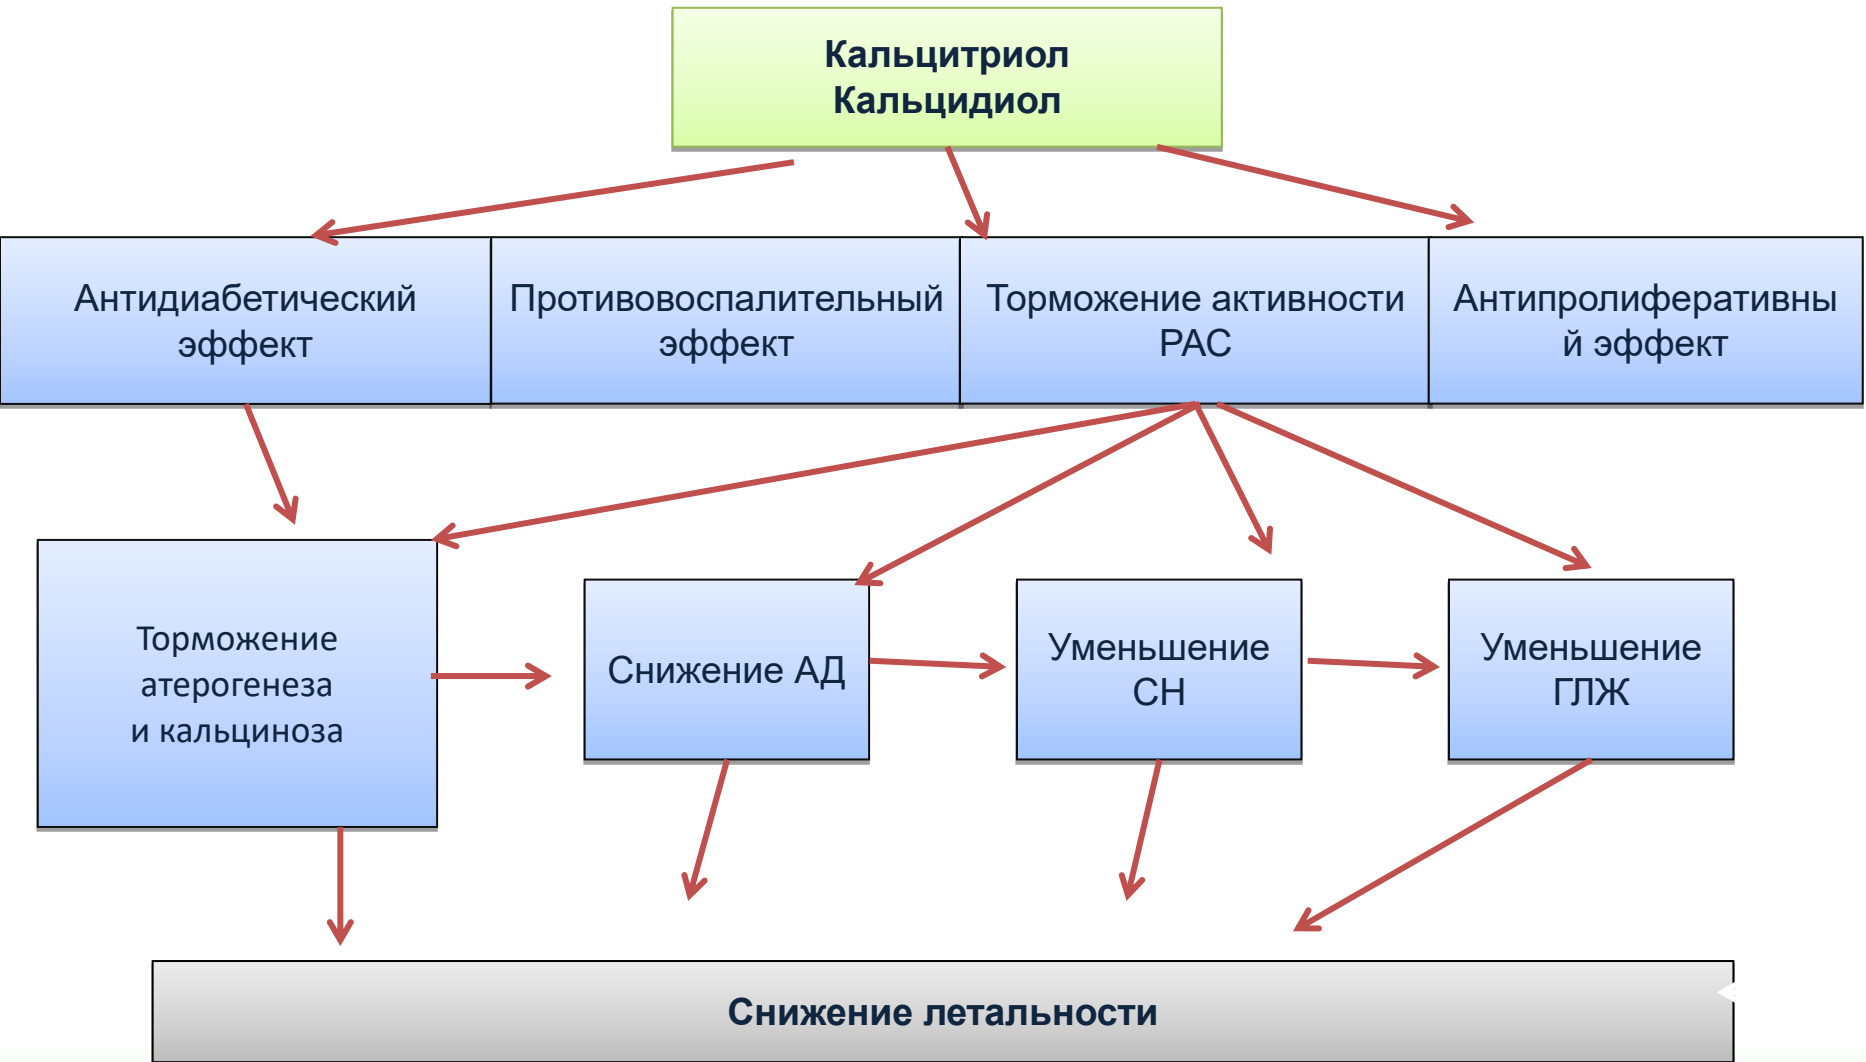 Кальцитриол
Кальцидиол
Антидиабетический
эффект
Противовоспалительный
эффект
Торможение активности
РАС
Антипролиферативны
й эффект
Торможение
атерогенеза
и кальциноза
Снижение АД
Уменьшение
СН
Уменьшение
ГЛЖ
Снижение летальности